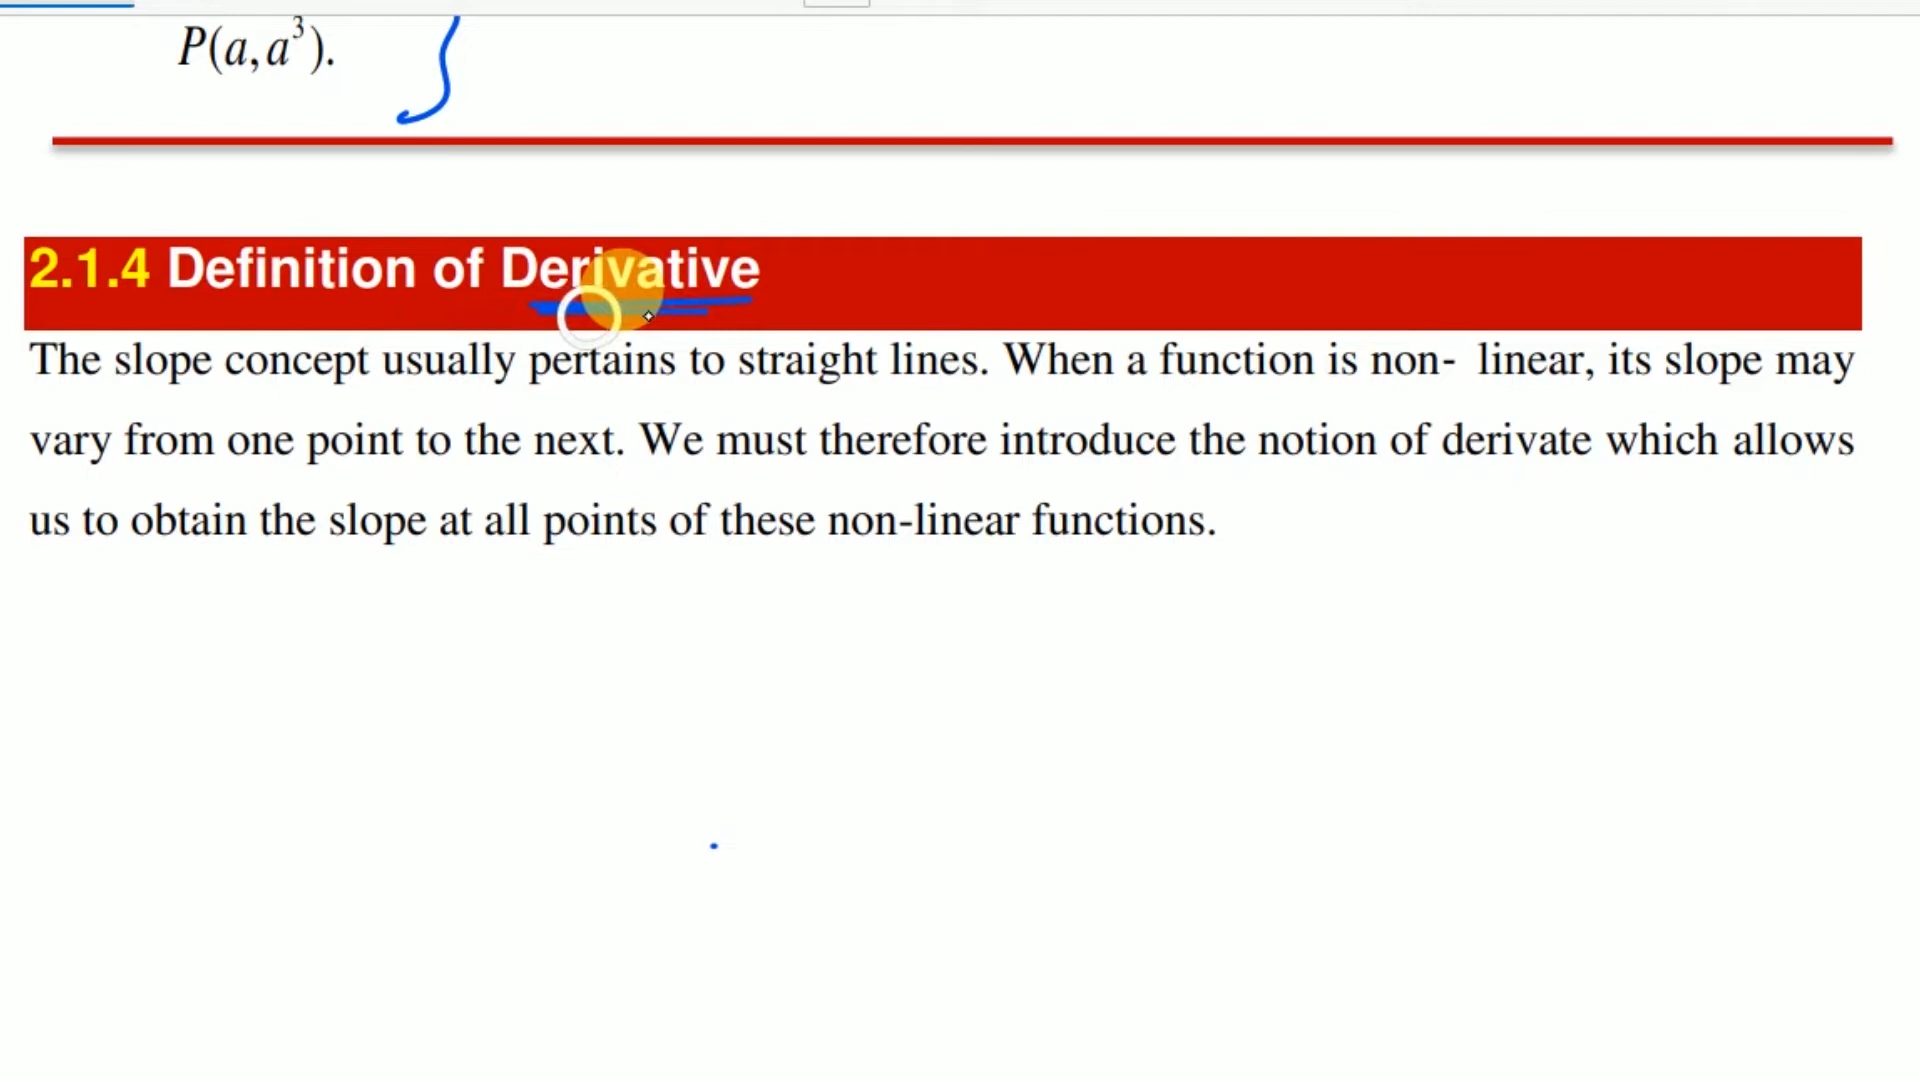 P(a,a³).
2.1.4 Definition of Derivative
The slope concept usually pertains to straight lines. When a function is non- linear, its slope may
vary from one point to the next. We must therefore introduce the notion of derivate which allows
us to obtain the slope at all points of these non-linear functions.